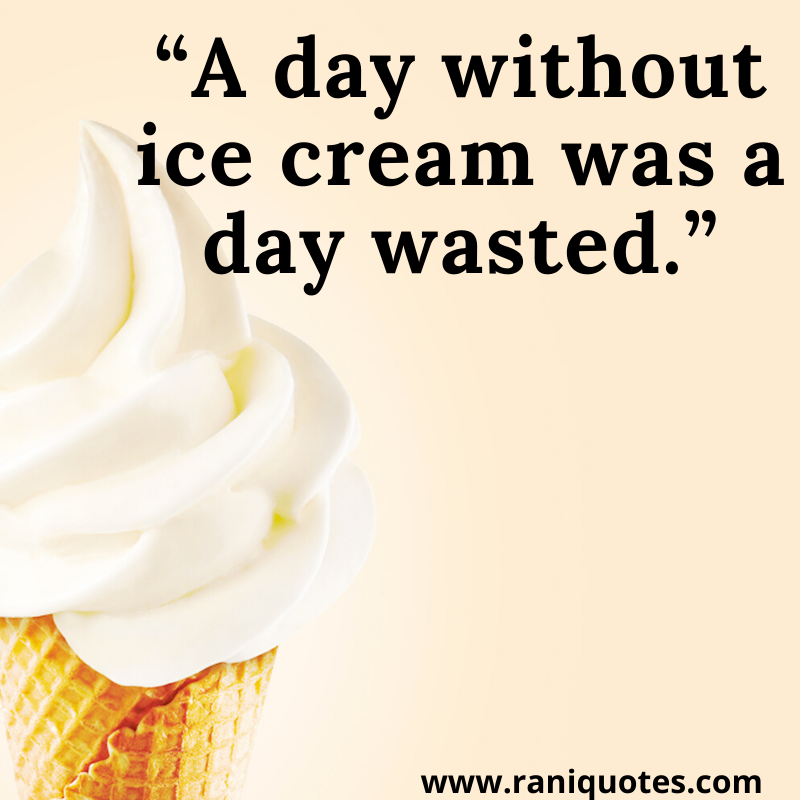 “A day without
ice cream was a
day wasted.”
www.raniquotes.com